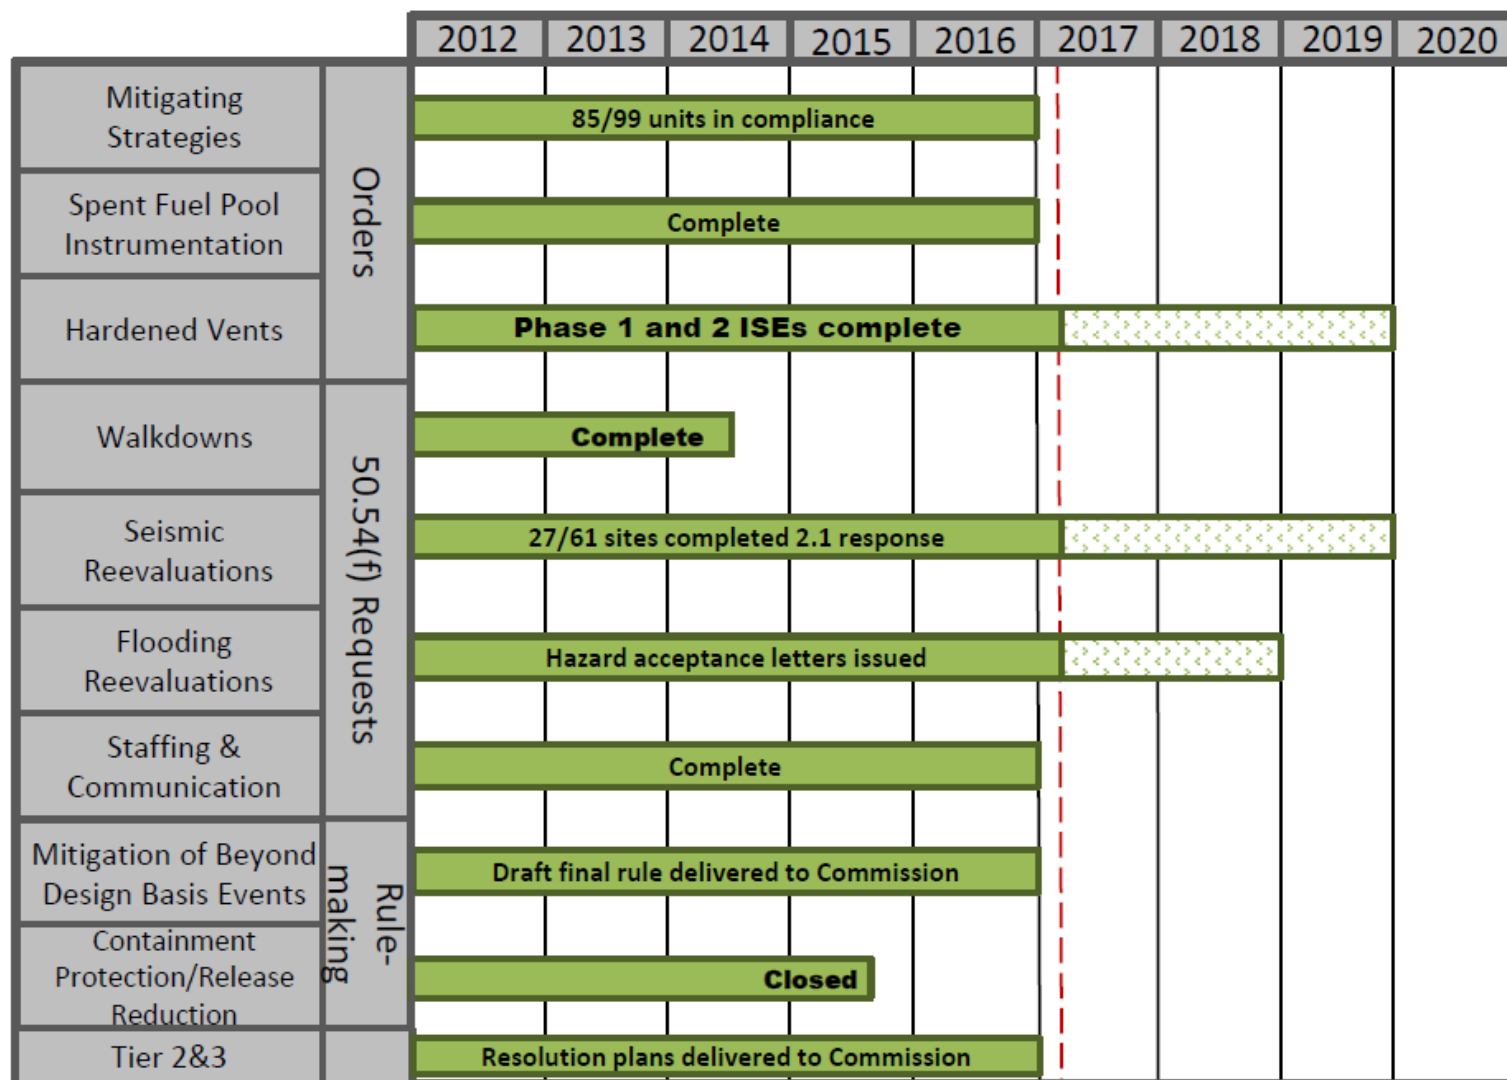 2012 2013 2014 2015 2016 2017 2018 2019 2020
Mitigating
Strategies
85/99 units in compliance
Orders
Spent Fuel Pool
Instrumentation
Complete
Hardened Vents
Phase 1 and 2 ISEs complete
Walkdowns
Complete
50.54(f) Requests
Seismic
Reevaluations
27/61 sites completed 2.1 response
Flooding
Reevaluations
Hazard acceptance letters issued
Staffing &
Communication
Complete
Mitigation of Beyond
Design Basis Events
Draft final rule delivered to Commission
Rule-
making
Containment
Protection/Release
Reduction
Closed
Tier 2&3
Resolution plans delivered to Commission